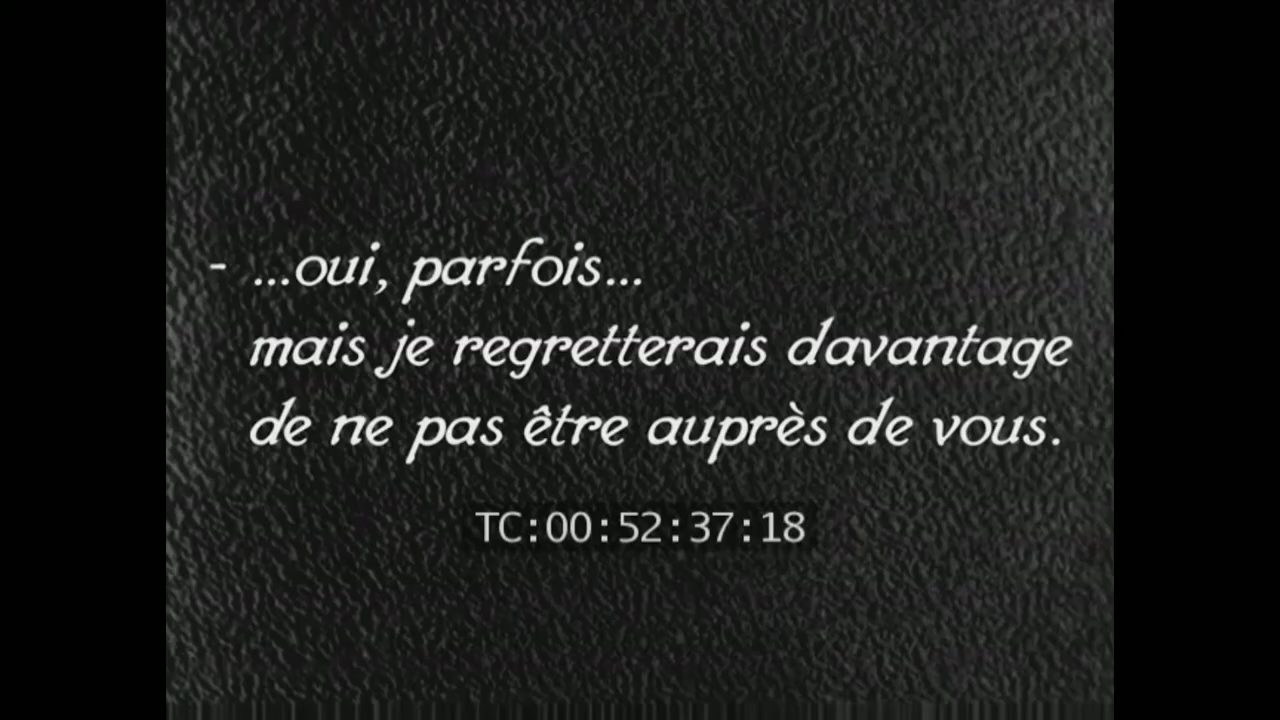 - ...oui, parfois...
mais je regretterais davantage
de ne pas être auprès de vous.
TC:00:52:37:18